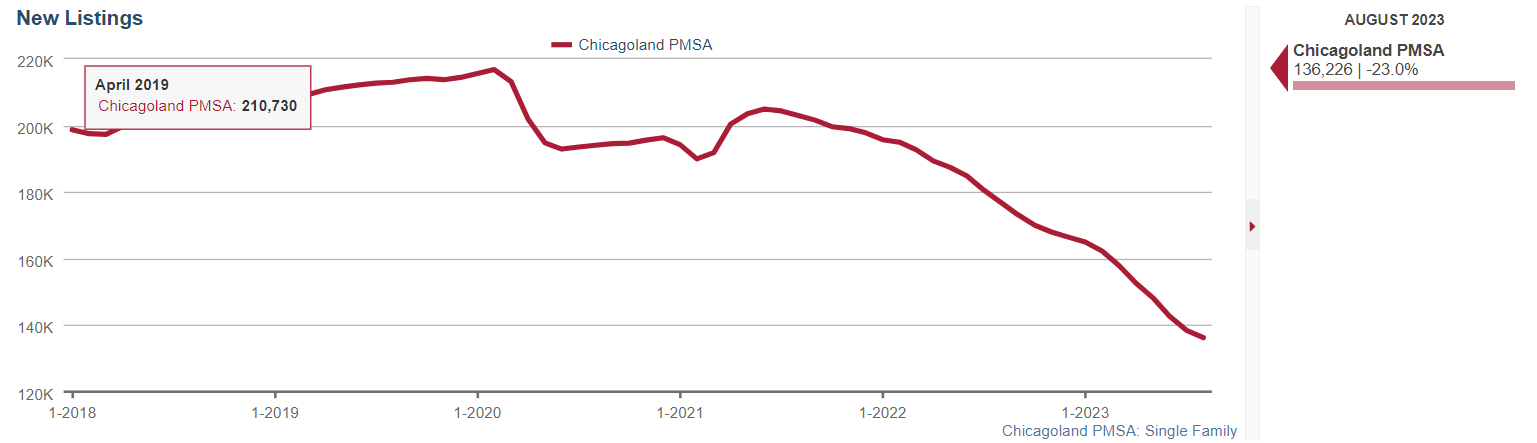 New Listings
Chicagoland PMSA
220K
200K
180K
160K
140K
120K
April 2019
Chicagoland PMSA: 210,730
1-2018
1-2019
1-2020
1-2021
1-2022
1-2023
Chicagoland PMSA: Single Family
AUGUST 2023
Chicagoland PMSA
136,226 | -23.0%